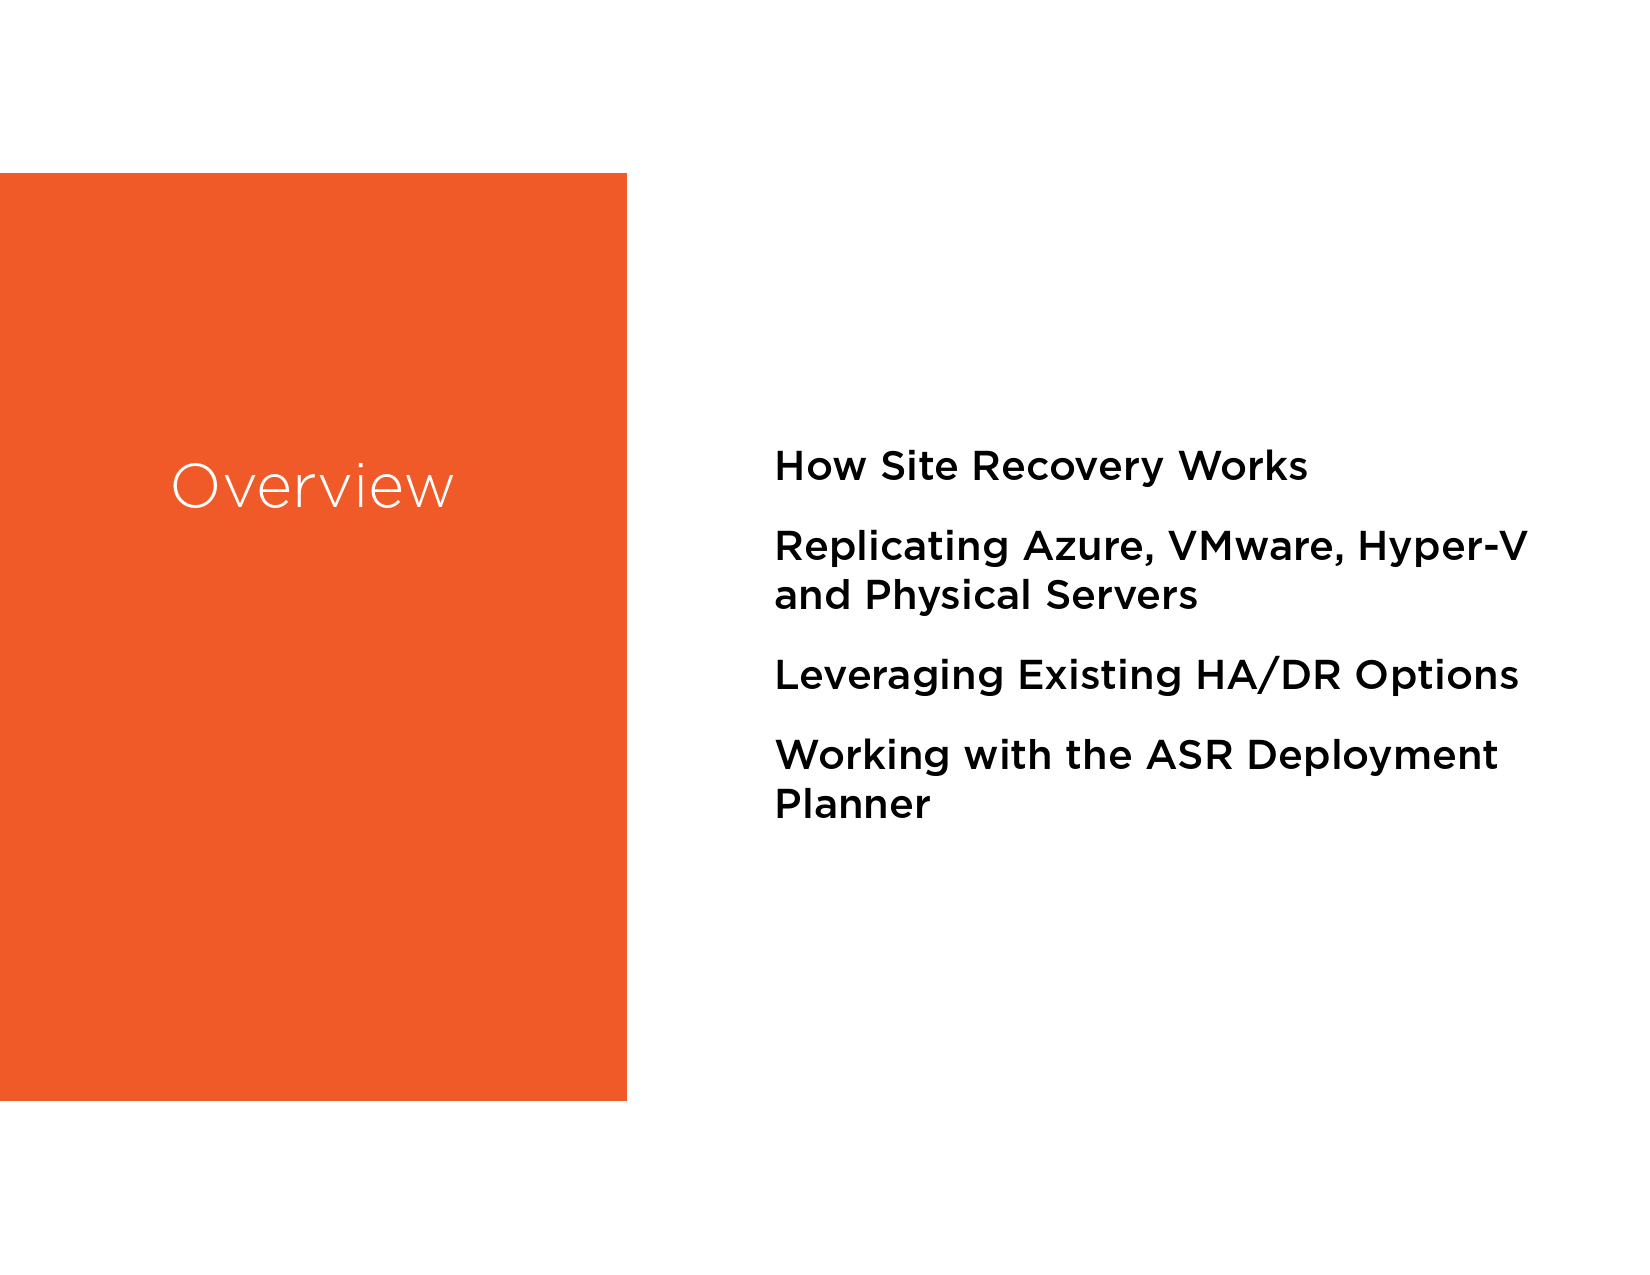 Overview
How Site Recovery Works
Replicating Azure, VMware, Hyper-V
and Physical Servers
Leveraging Existing HA/DR Options
Working with the ASR Deployment
Planner